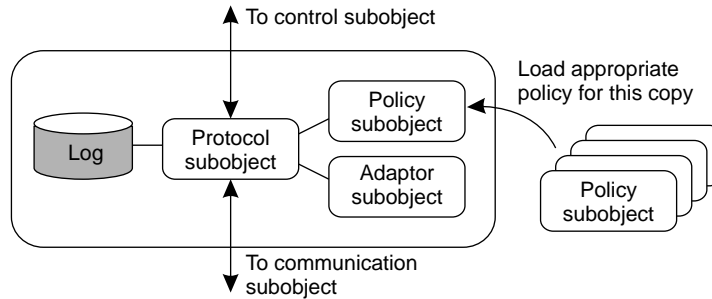 To control subobject
Load appropriate
policy for this copy
Policy
subobject
Protocol
subobject
Log
Adaptor
subobject
Policy
subobject
To communication
subobject